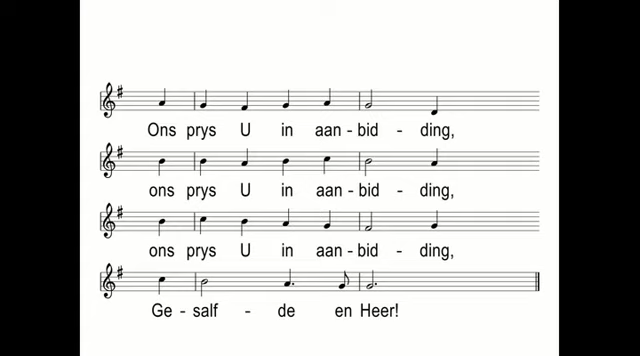 Ons prys U in aan - bid - ding,
ons prys U in aan - bid - ding,
ons prys U in aan - bid - ding,
Ge - salf - de en Heer!